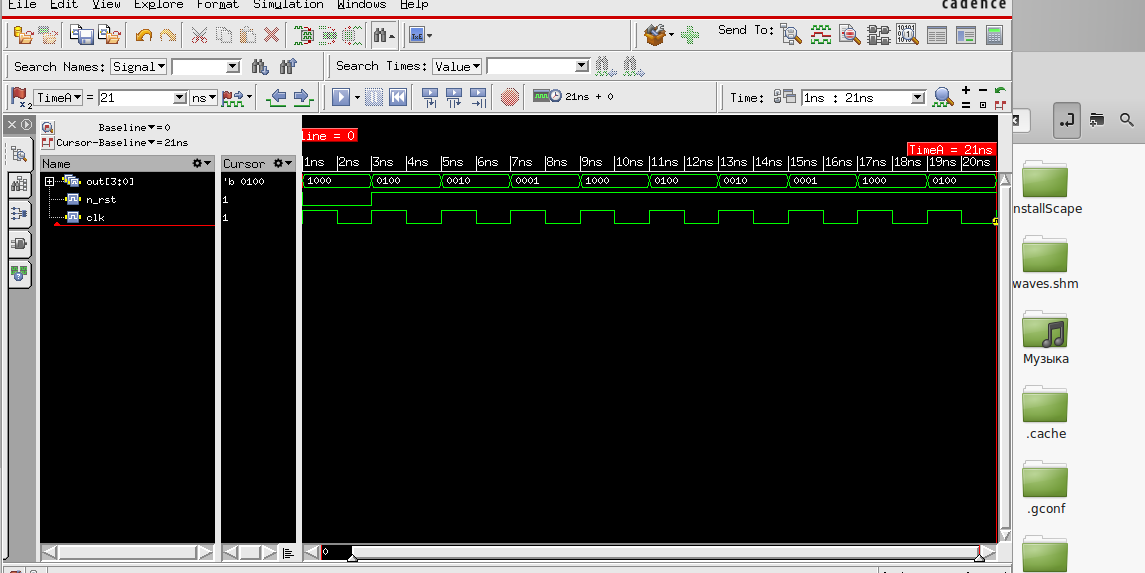 File Edit View Explore Format Simulation Windows Help
cadence
Send To:
Search Names: Signal
Search Times: Value
TimeA = 21 ns
21ns + 0
Time: 1ns : 21ns
Baseline = 0
Cursor-Baseline = 21ns
line = 0
TimeA = 21ns
Name Cursor
1ns 2ns 3ns 4ns 5ns 6ns 7ns 8ns 9ns 10ns 11ns 12ns 13ns 14ns 15ns 16ns 17ns 18ns 19ns 20ns
out[3:0] 'b 0100 1000 0100 0010 0001 1000 0100 0010 0001 1000 0100
n_rst 1
clk 1
0
nstallScape
waves.shm
Музыка
.cache
.gconf